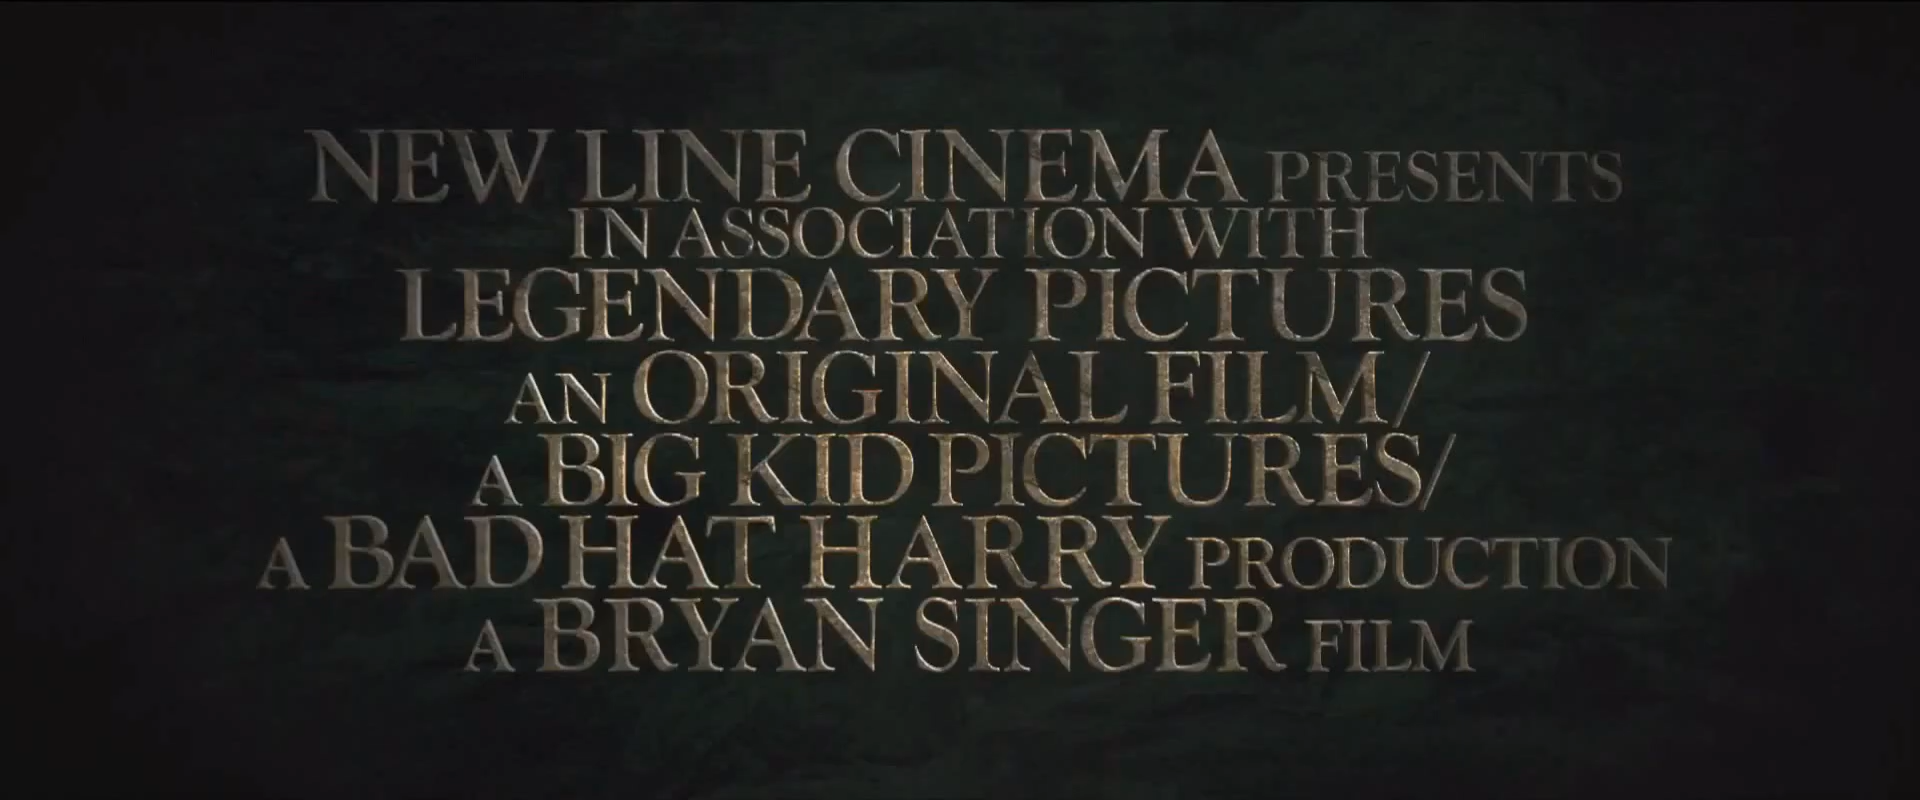 NEW LINE CINEMA PRESENTS
IN ASSOCIATION WITH
LEGENDARY PICTURES
AN ORIGINAL FILM/
A BIG KID PICTURES/
A BAD HAT HARRY PRODUCTION
A BRYAN SINGER FILM